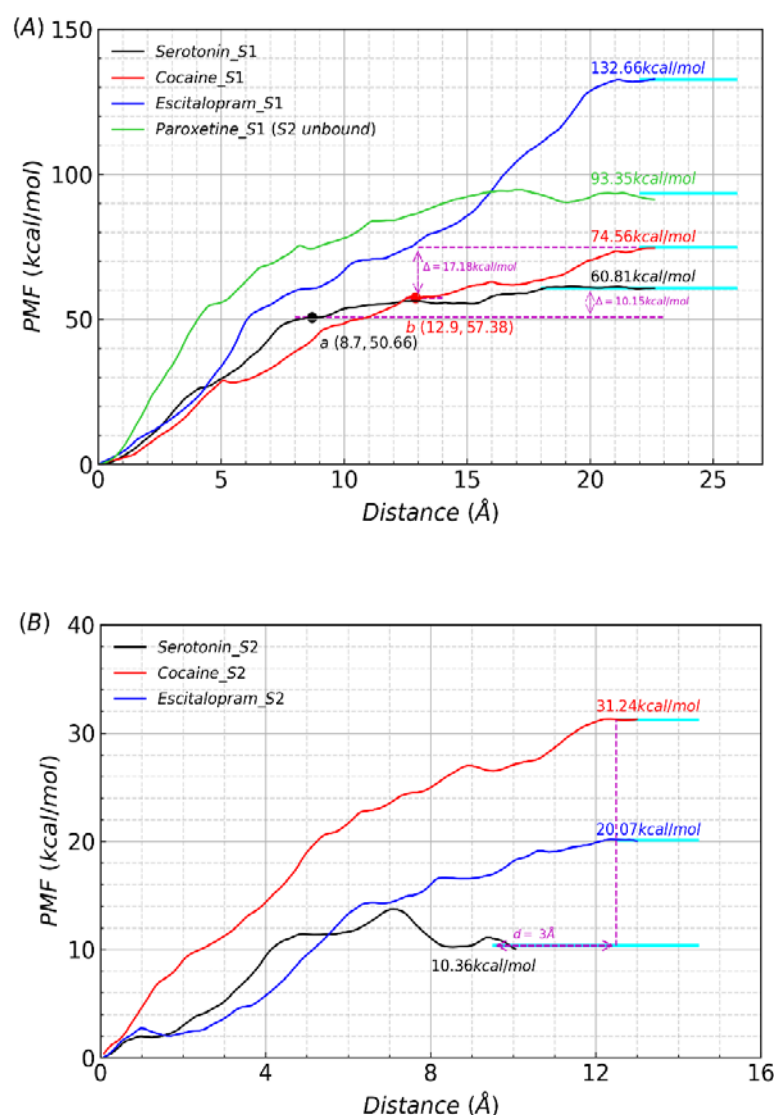 (A)
150
100
50
0
PMF (kcal/mol)
Serotonin_S1
Cocaine_S1
Escitalopram_S1
Paroxetine_S1 (S2 unbound)
132.66kcal/mol
93.35kcal/mol
74.56kcal/mol
Δ = 17.18kcal/mol
60.81kcal/mol
Δ = 10.15kcal/mol
b (12.9, 57.38)
a (8.7, 50.66)
0 5 10 15 20 25
Distance (Å)
(B)
40
30
20
10
0
PMF (kcal/mol)
Serotonin_S2
Cocaine_S2
Escitalopram_S2
31.24kcal/mol
20.07kcal/mol
d = 3Å
10.36kcal/mol
0 4 8 12 16
Distance (Å)